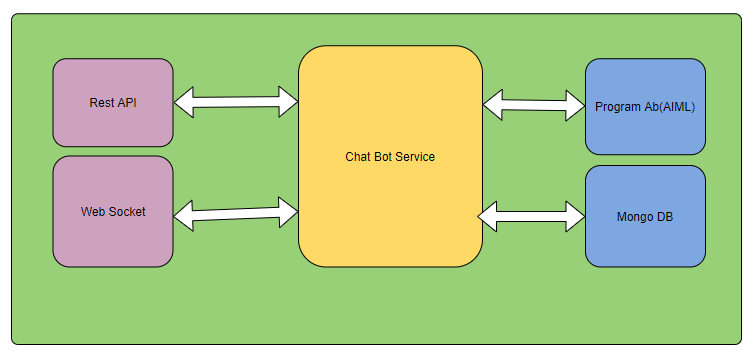 Rest API
Chat Bot Service
Program Ab(AIML)
Web Socket
Mongo DB